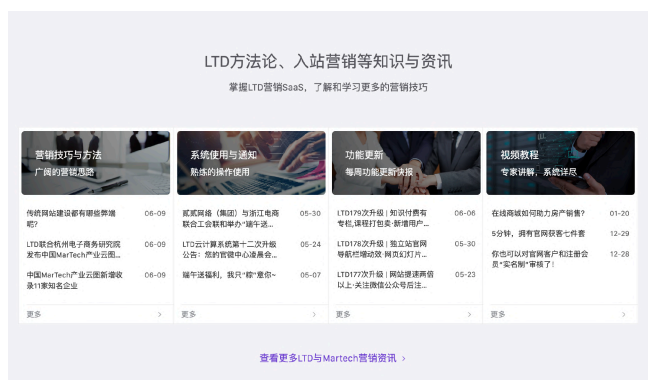 LTD方法论、入站营销等知识与资讯
掌握LTD营销SaaS，了解和学习更多的营销技巧
营销技巧与方法
广阔的营销思路
传统网站建设都有哪些弊端 06-09
呢?
LTD联合杭州电子商务研究院 06-09
发布中国MarTech产业云图...
中国MarTech产业云图新增收 06-09
录11家知名企业
更多 >
系统使用与通知
熟练的操作使用
贰贰网络（集团）与浙江电商 05-30
联合工会联和举办“端午送...
LTD云计算系统第十二次升级 05-24
公告：您的官微中心凌晨会...
端午送福利，我只“粽”意你~ 05-07
更多 >
功能更新
每周功能更新快报
LTD179次升级 | 知识付费有 06-06
专栏,课程打包卖·新增用户...
LTD178次升级 | 独立站官网 05-30
导航栏增动效·网页幻灯片...
LTD177次升级 | 网站提速两倍 05-23
以上·关注微信公众号后注...
更多 >
视频教程
专家讲解，系统详尽
在线商城如何助力房产销售? 01-20
5分钟，拥有官网获客七件套 12-29
你也可以对官网客户和注册会 12-28
员“实名制”审核了!
更多 >
查看更多LTD与Martech营销资讯 >